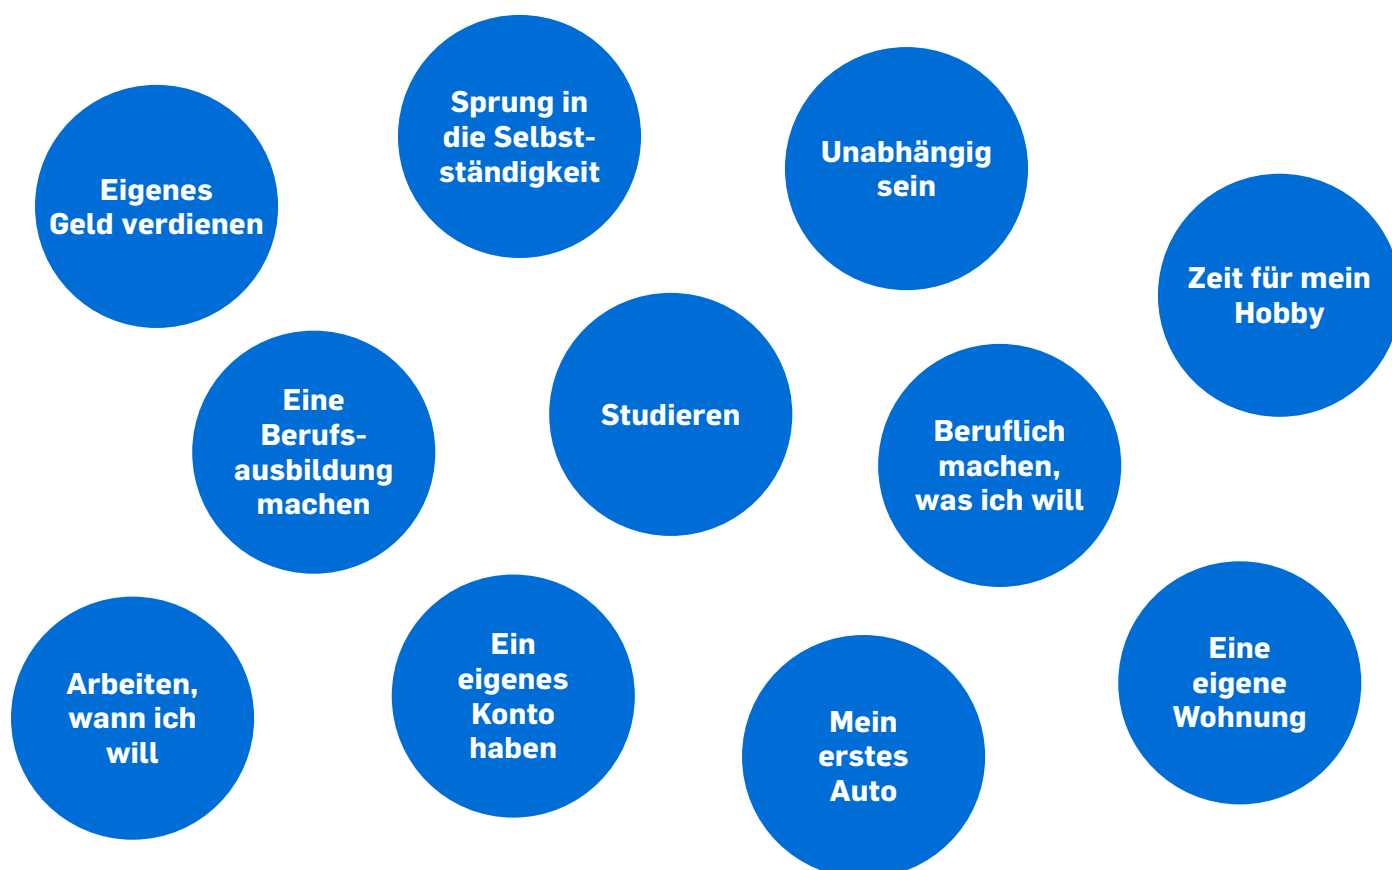 Sprung in
die Selbst-
ständigkeit
Unabhängig
sein
Eigenes
Geld verdienen
Zeit für mein
Hobby
Eine
Berufs-
ausbildung
machen
Studieren
Beruflich
machen,
was ich will
Arbeiten,
wann ich
will
Ein
eigenes
Konto
haben
Mein
erstes
Auto
Eine
eigene
Wohnung